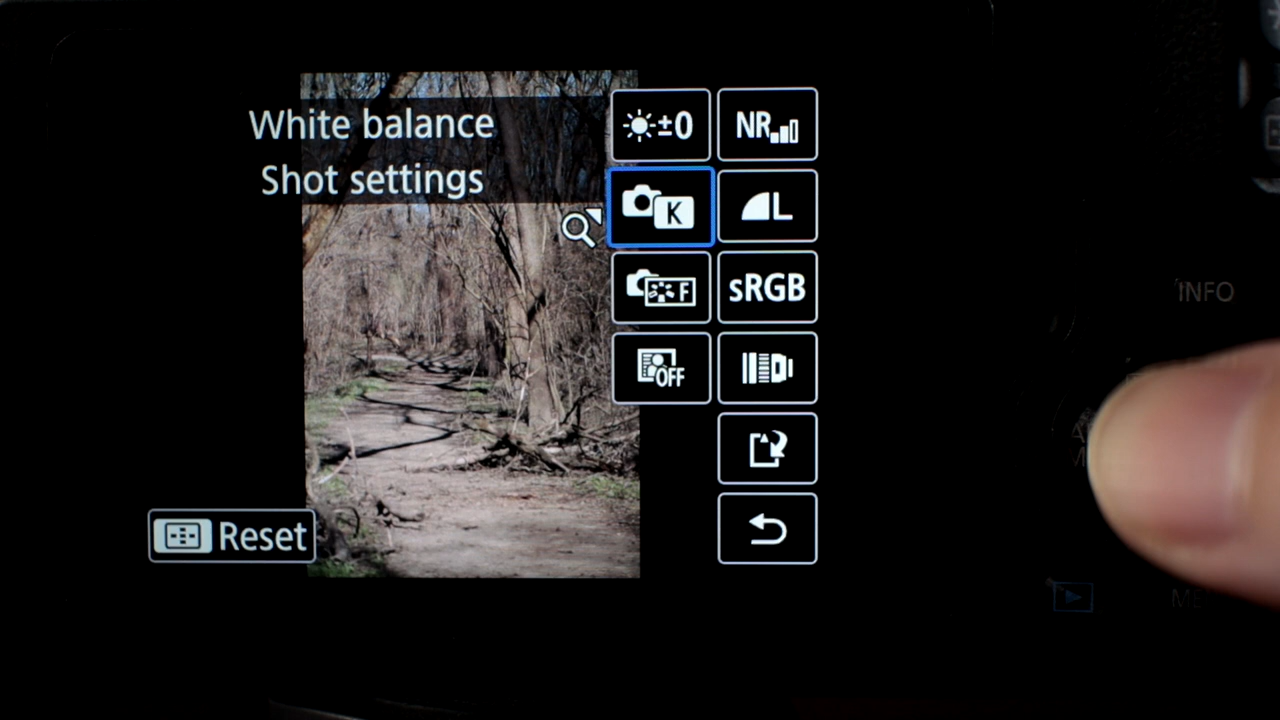 White balance
Shot settings
±0
NR
K
L
F
sRGB
OFF
Reset
INFO